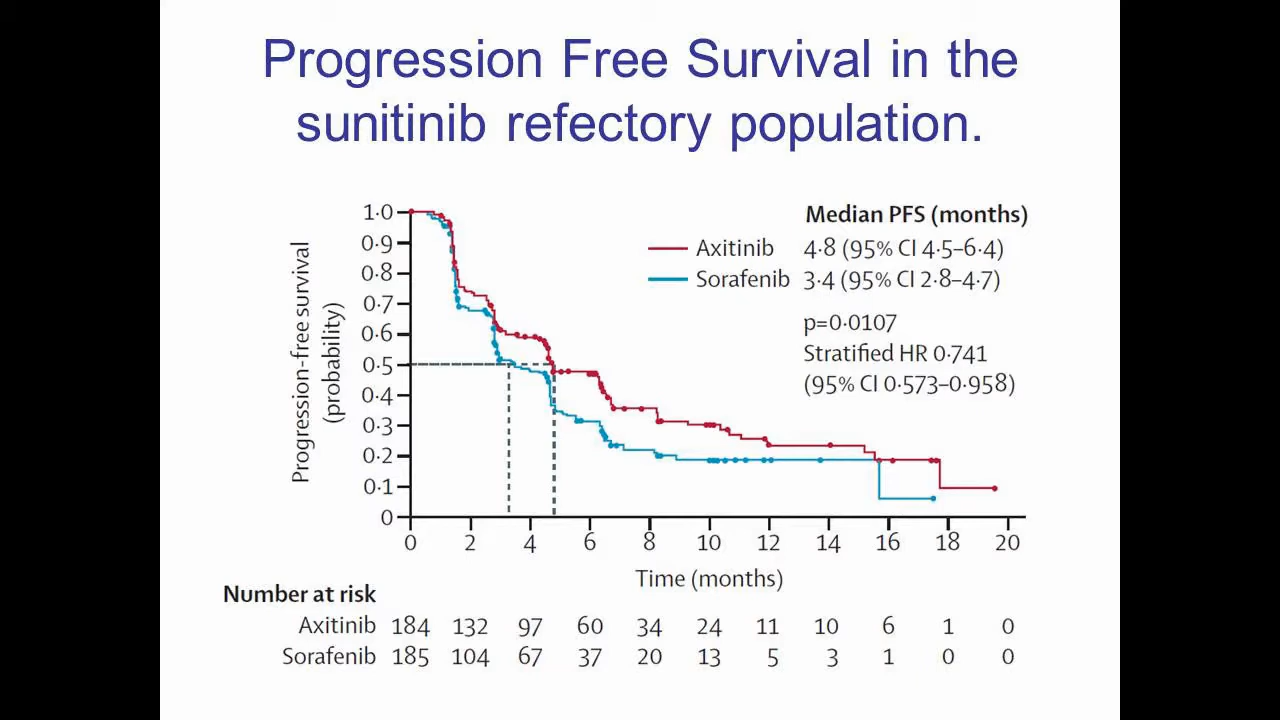 Progression Free Survival in the
sunitinib refectory population.
Progression-free survival
(probability)
1·0
0·9
0·8
0·7
0·6
0·5
0·4
0·3
0·2
0·1
0
Median PFS (months)
Axitinib 4·8 (95% CI 4·5–6·4)
Sorafenib 3·4 (95% CI 2·8–4·7)
p=0·0107
Stratified HR 0·741
(95% CI 0·573–0·958)
0 2 4 6 8 10 12 14 16 18 20
Time (months)
Number at risk
Axitinib 184 132 97 60 34 24 11 10 6 1 0
Sorafenib 185 104 67 37 20 13 5 3 1 0 0